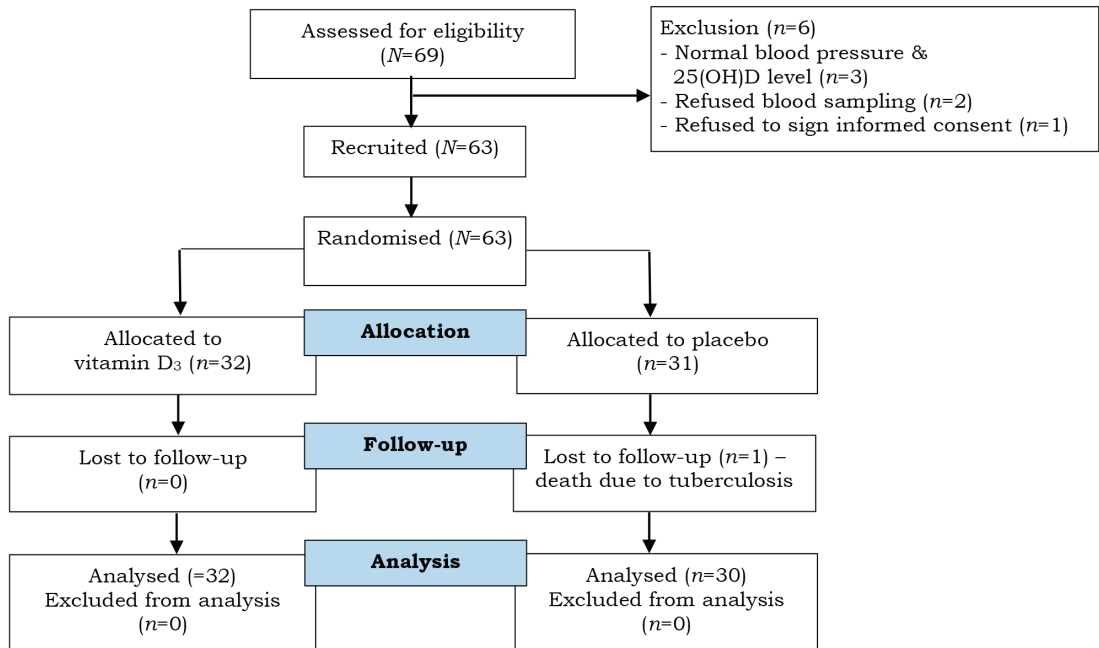 Assessed for eligibility
(N=69)
Exclusion (n=6)
- Normal blood pressure &
25(OH)D level (n=3)
- Refused blood sampling (n=2)
- Refused to sign informed consent (n=1)
Recruited (N=63)
Randomised (N=63)
Allocation
Allocated to
vitamin D₃ (n=32)
Allocated to placebo
(n=31)
Follow-up
Lost to follow-up
(n=0)
Lost to follow-up (n=1) –
death due to tuberculosis
Analysis
Analysed (=32)
Excluded from analysis
(n=0)
Analysed (n=30)
Excluded from analysis
(n=0)